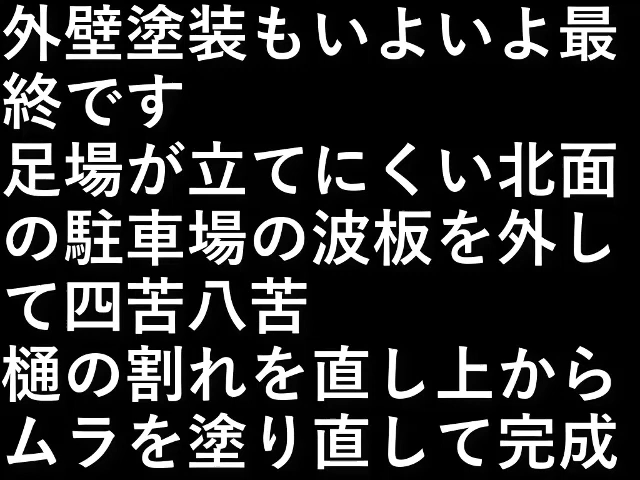 外壁塗装もいよいよ最
終です
足場が立てにくい北面
の駐車場の波板を外し
て四苦八苦
樋の割れを直し上から
ムラを塗り直して完成